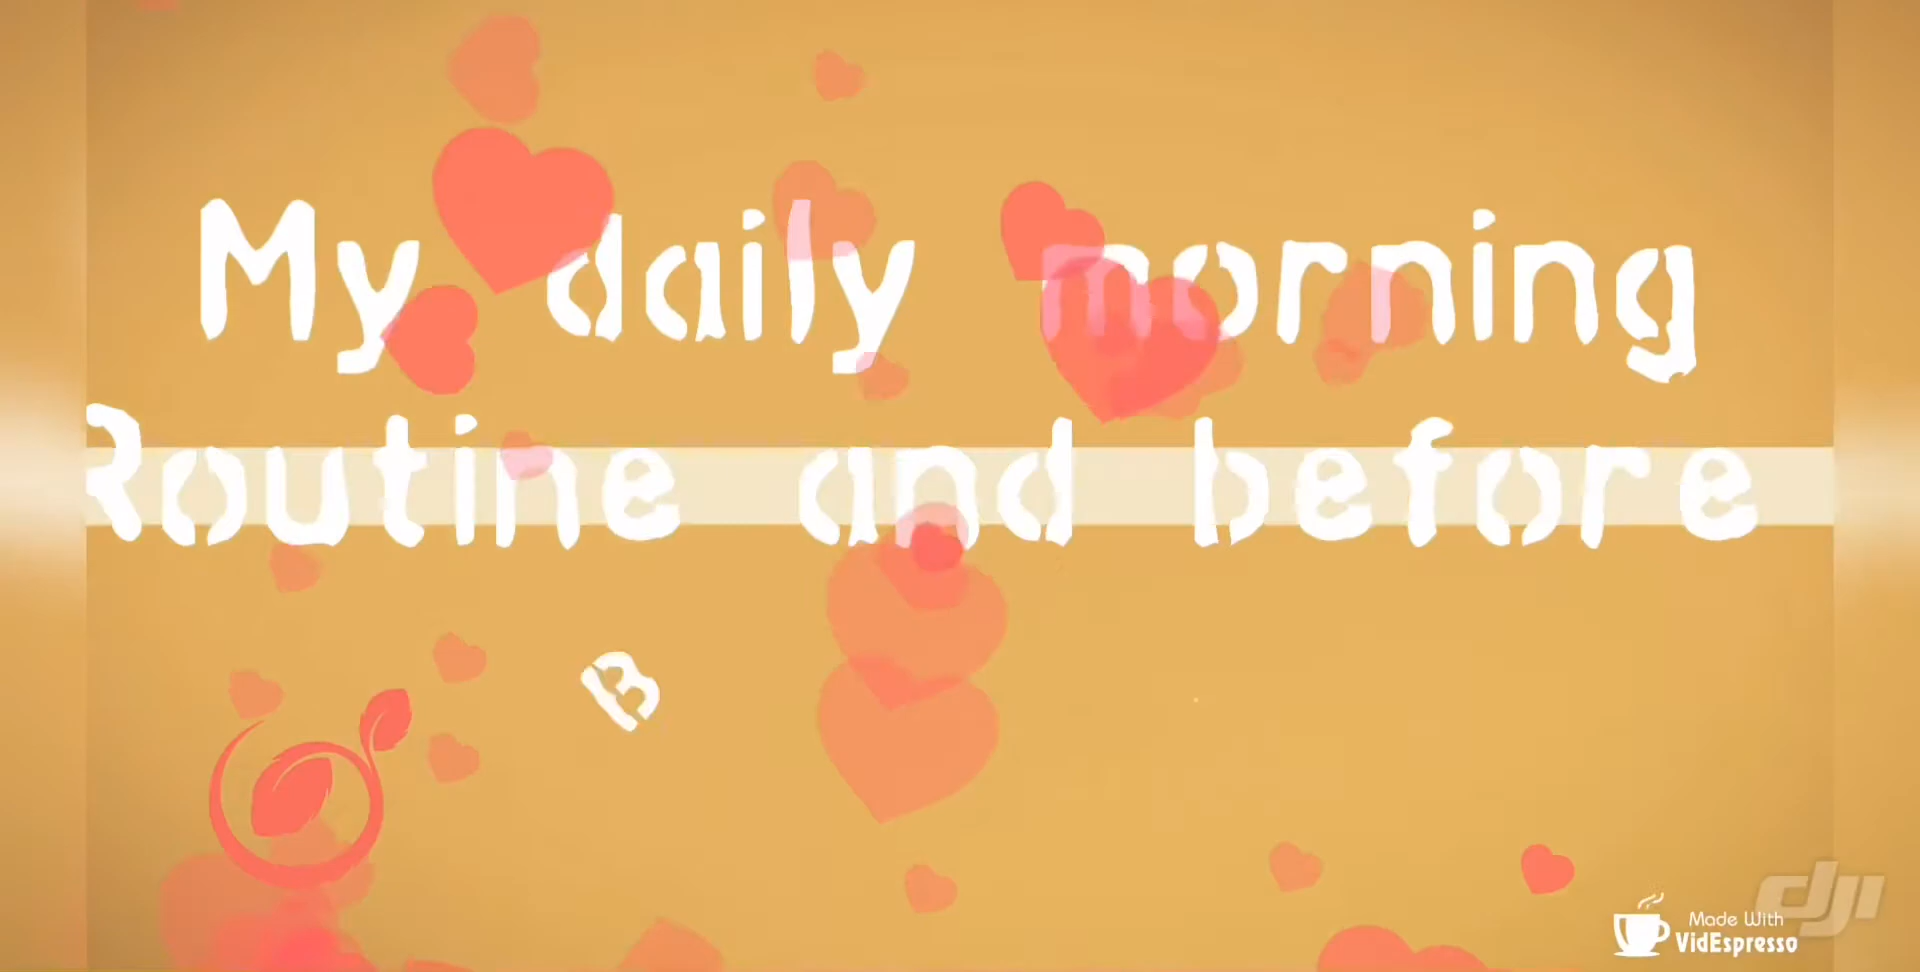 My daily morning
Routine and before
B
dji
Made With
VidEspresso